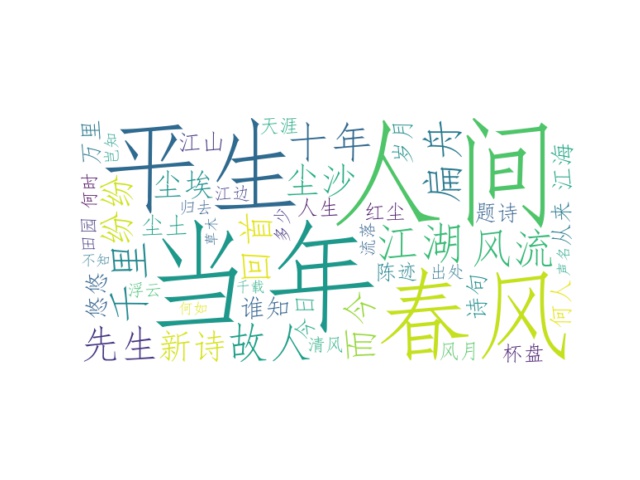 平生
人间
当年
春风
万里
岂知
江山
天涯
十年
岁月
扁舟
江海
何时
纷纷
尘埃
江边
尘沙
归去
多少
人生
红尘
题诗
从来
田园
尘土
草木
回首
流落
江湖
风流
不知
悠悠
千里
浮云
何如
谁知
千载
今日
而今
陈迹
出处
诗句
声名
何人
先生
新诗
故人
清风
风月
杯盘